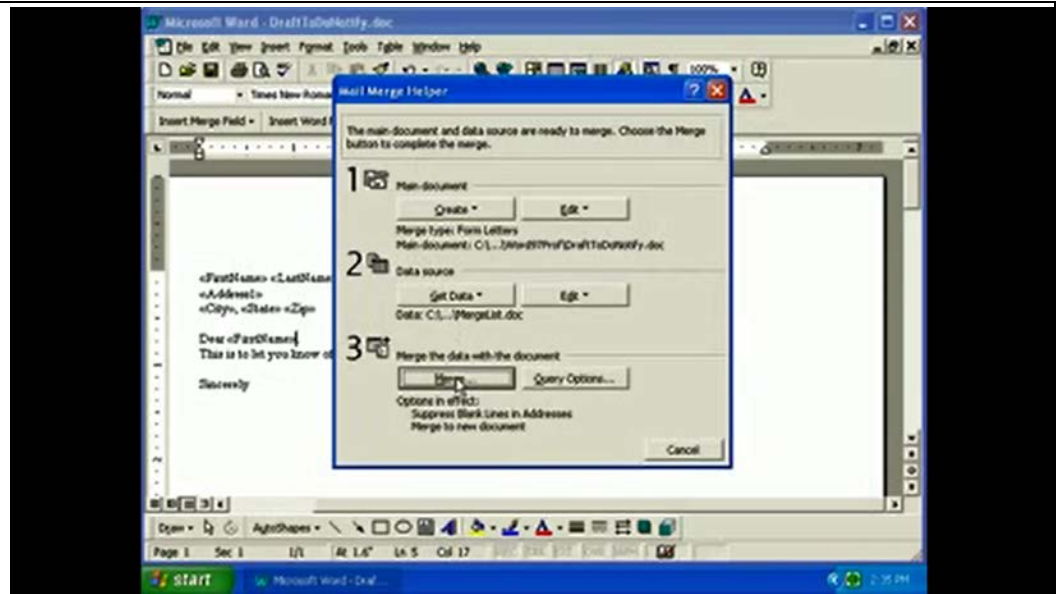 Microsoft Word - DraftToDoNotify.doc
File Edit View Insert Format Tools Table Window Help
100%
Normal Times New Roman
Insert Merge Field Insert Word
Mail Merge Helper
The main document and data source are ready to merge. Choose the Merge
button to complete the merge.
1 Main document
Create Edit
Merge type: Form Letters
Main document: C:\...\Word97Prof\DraftToDoNotify.doc
2 Data source
Get Data Edit
Data: C:\...\MergeList.doc
3 Merge the data with the document
Merge... Query Options...
Options in effect:
Suppress Blank Lines in Addresses
Merge to new document
Cancel
«FirstName» «LastName
«Address1»
«City», «State» «Zip»
Dear «FirstName»
This is to let you know of
Sincerely
Draw AutoShapes
Page 1 Sec 1 1/1 At 1.6" Ln 5 Col 17
start Microsoft Word - Draf... 2:35 PM